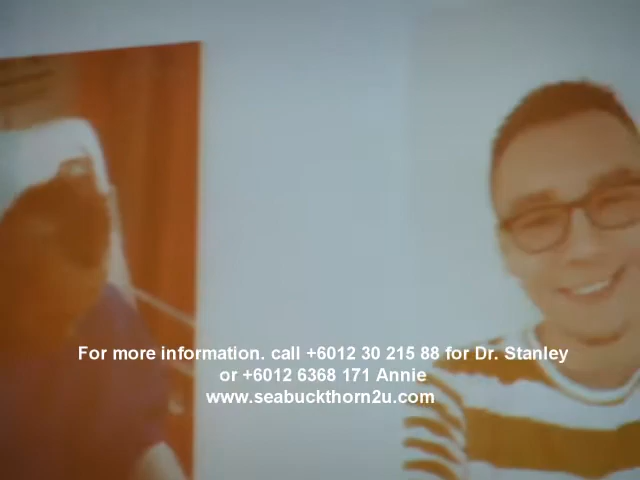 For more information. call +6012 30 215 88 for Dr. Stanley
or +6012 6368 171 Annie
www.seabuckthorn2u.com